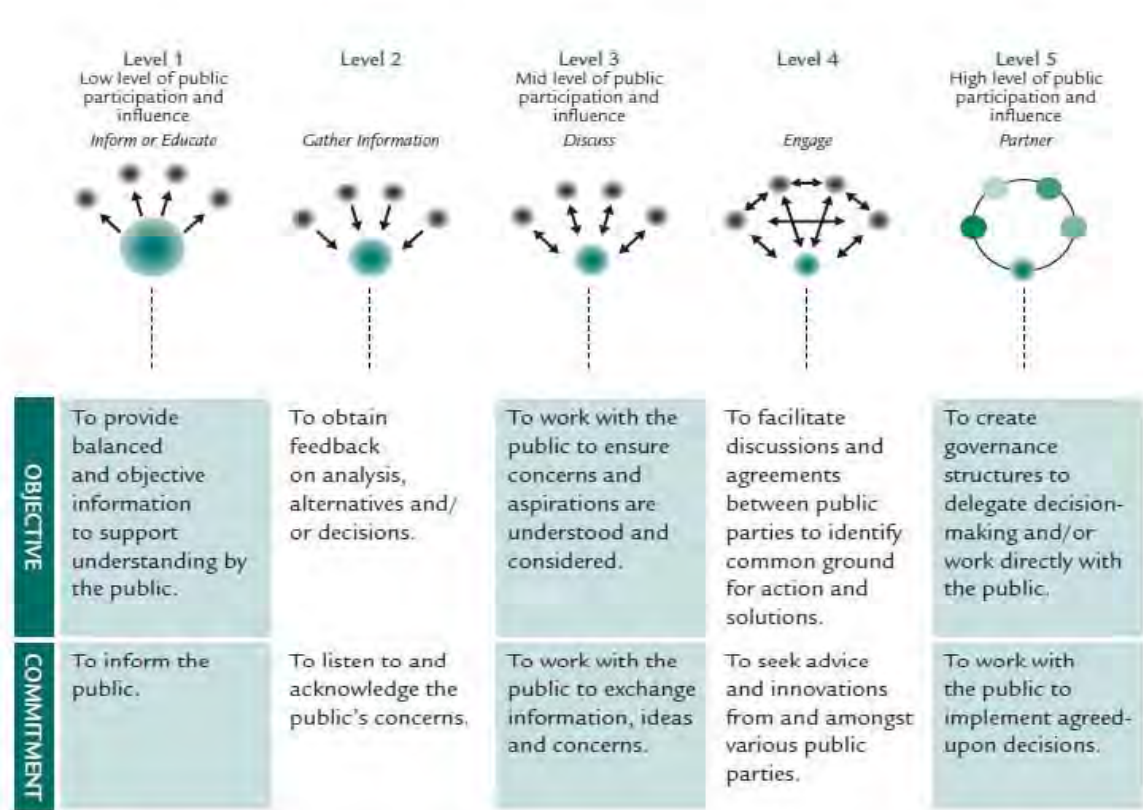 Level 1
Low level of public
participation and
influence
Inform or Educate
Level 2
Gather Information
Level 3
Mid level of public
participation and
influence
Discuss
Level 4
Engage
Level 5
High level of public
participation and
influence
Partner
OBJECTIVE
To provide
balanced
and objective
information
to support
understanding by
the public.
To obtain
feedback
on analysis,
alternatives and/
or decisions.
To work with the
public to ensure
concerns and
aspirations are
understood and
considered.
To facilitate
discussions and
agreements
between public
parties to identify
common ground
for action and
solutions.
To create
governance
structures to
delegate decision-
making and/or
work directly with
the public.
COMMITMENT
To inform the
public.
To listen to and
acknowledge the
public's concerns.
To work with the
public to exchange
information, ideas
and concerns.
To seek advice
and innovations
from and amongst
various public
parties.
To work with
the public to
implement agreed-
upon decisions.